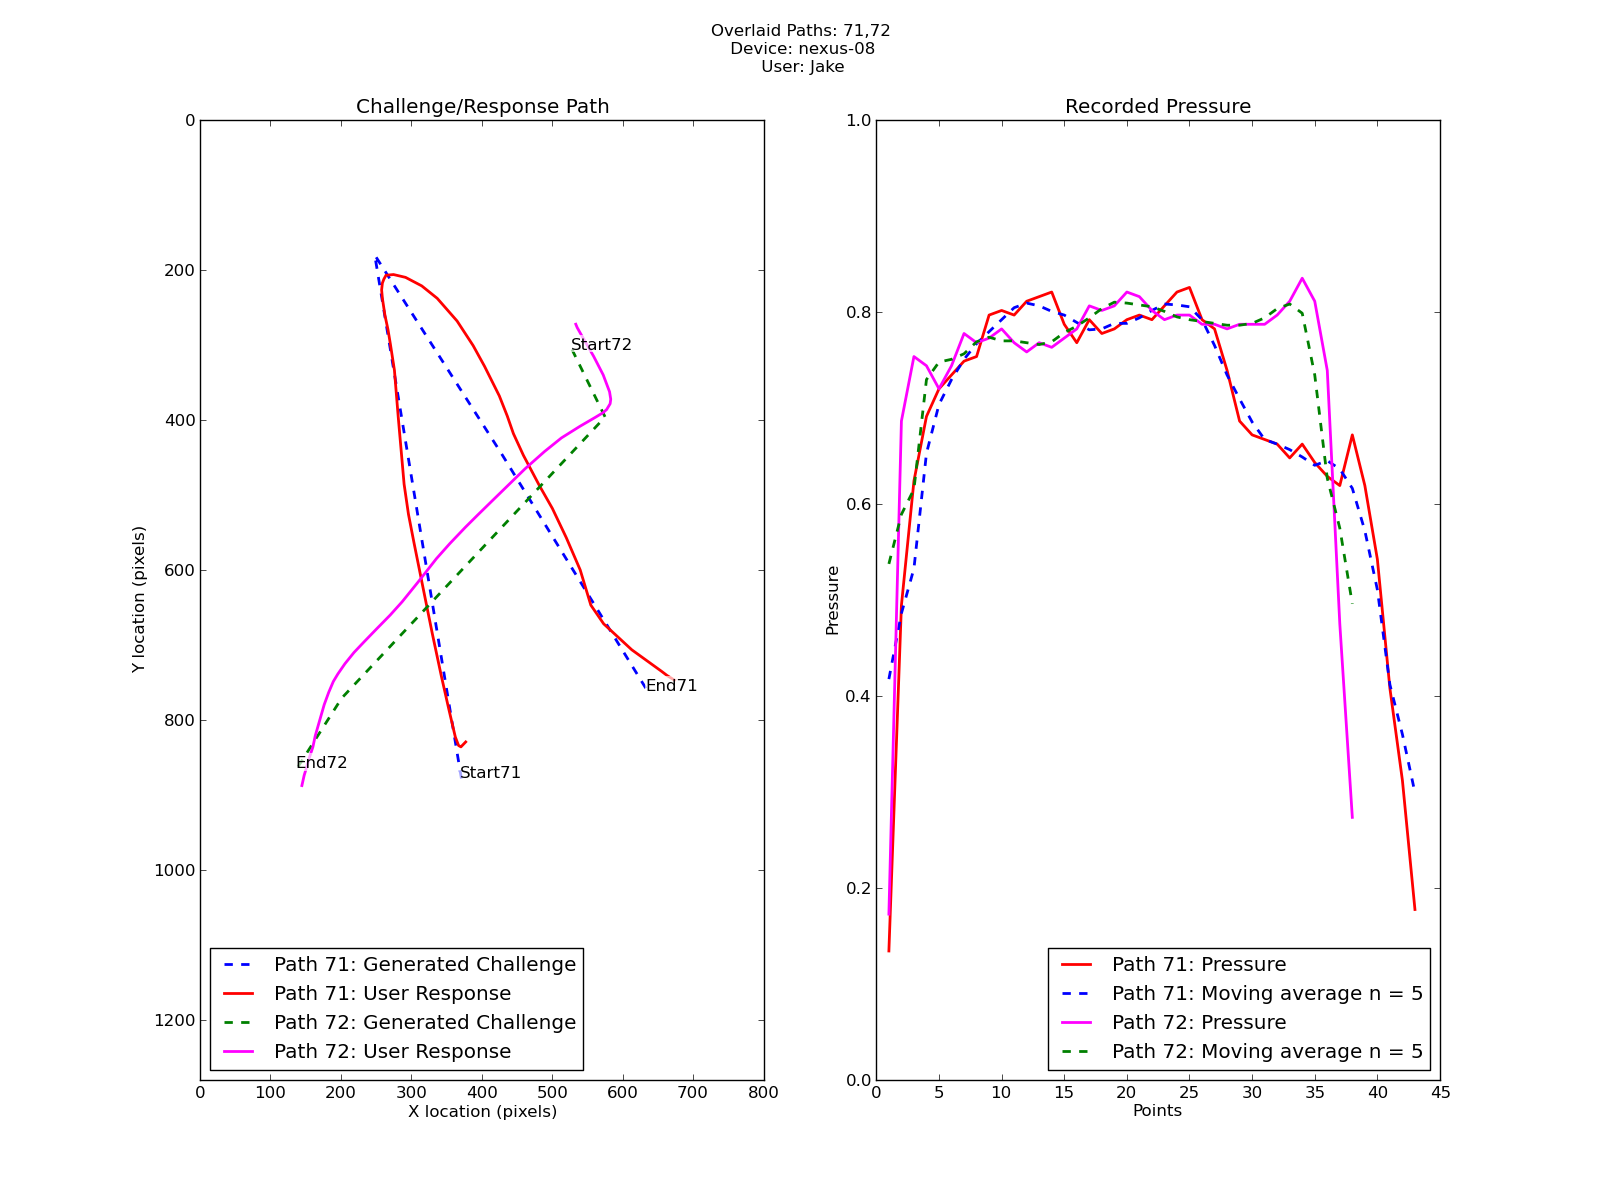 Overlaid Paths: 71,72
Device: nexus-08
User: Jake
Challenge/Response Path
0
200
400
600
800
1000
1200
Y location (pixels)
Start72
End71
End72
Start71
Path 71: Generated Challenge
Path 71: User Response
Path 72: Generated Challenge
Path 72: User Response
0 100 200 300 400 500 600 700 800
X location (pixels)
Recorded Pressure
1.0
0.8
0.6
0.4
0.2
0.0
Pressure
Path 71: Pressure
Path 71: Moving average n = 5
Path 72: Pressure
Path 72: Moving average n = 5
0 5 10 15 20 25 30 35 40 45
Points